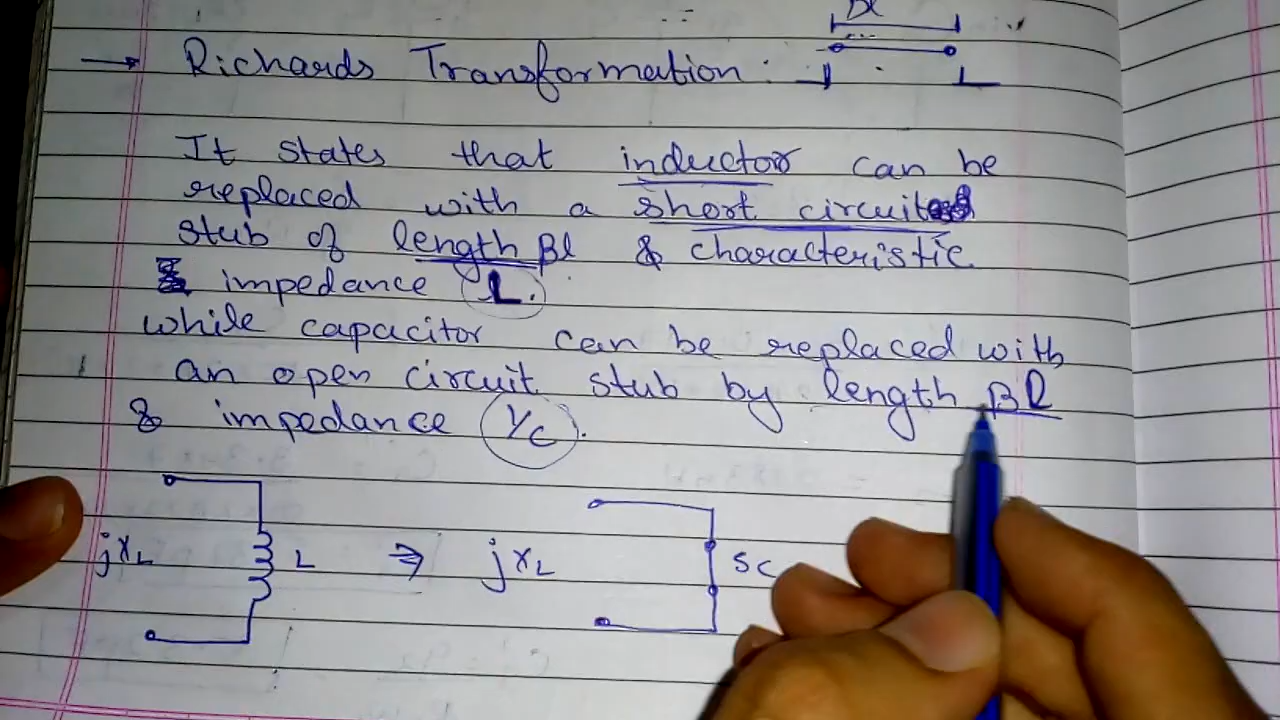 → Richards Transformation :
It states that inductor can be
replaced with a short circuit
stub of length βl & characteristic
impedance L.
while capacitor can be replaced with
an open circuit stub by length βl
& impedance 1/C.
jXL L ⇒ jXL SC